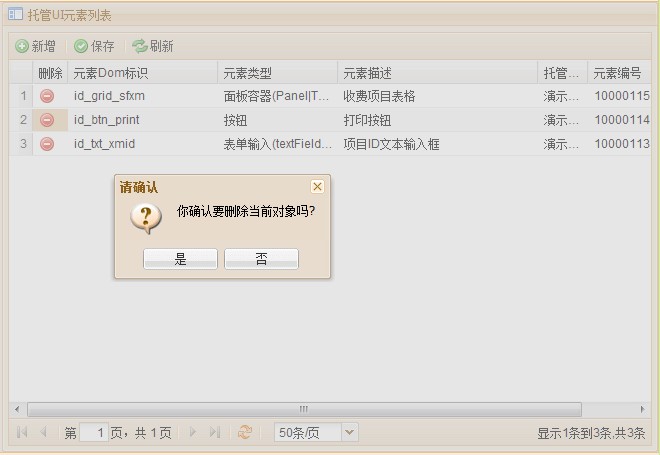 托管UI元素列表
新增 保存 刷新
删除 元素Dom标识 元素类型 元素描述 托管... 元素编号
1 id_grid_sfxm 面板容器(Panel|T... 收费项目表格 演示... 10000115
2 id_btn_print 按钮 打印按钮 演示... 10000114
3 id_txt_xmid 表单输入(textField... 项目ID文本输入框 演示... 10000113
请确认
你确认要删除当前对象吗?
是 否
第 1 页，共 1 页 50条/页 显示1条到3条,共3条